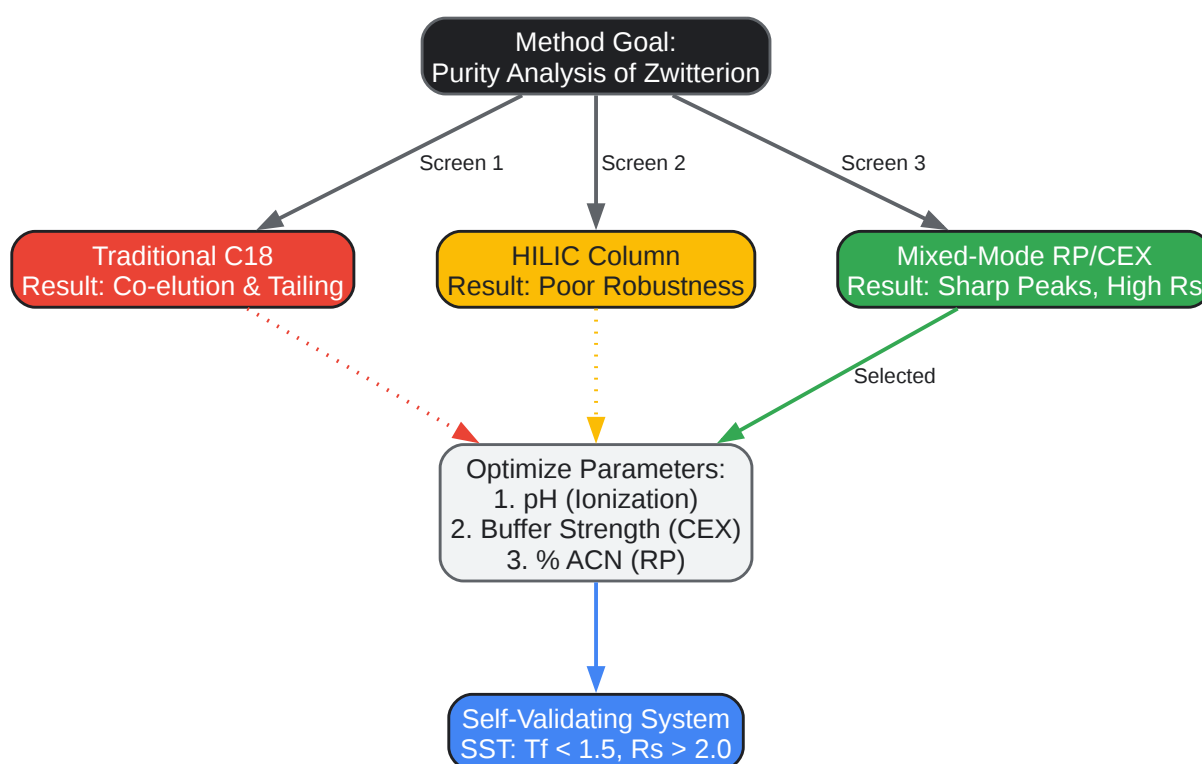 Method Goal:
Purity Analysis of Zwitterion
Screen 1
Screen 2
Screen 3
Traditional C18
Result: Co-elution & Tailing
HILIC Column
Result: Poor Robustness
Mixed-Mode RP/CEX
Result: Sharp Peaks, High Rs
Selected
Optimize Parameters:
1. pH (Ionization)
2. Buffer Strength (CEX)
3. % ACN (RP)
Self-Validating System
SST: Tf < 1.5, Rs > 2.0